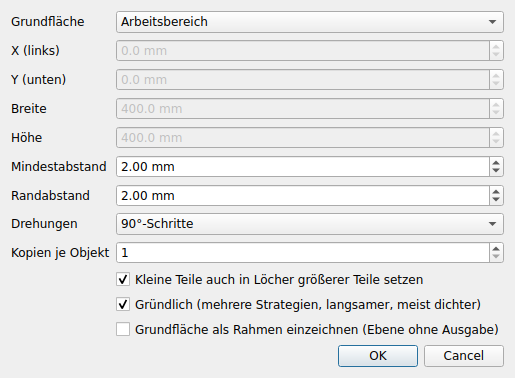 Grundfläche Arbeitsbereich
X (links) 0.0 mm
Y (unten) 0.0 mm
Breite 400.0 mm
Höhe 400.0 mm
Mindestabstand 2.00 mm
Randabstand 2.00 mm
Drehungen 90°-Schritte
Kopien je Objekt 1
Kleine Teile auch in Löcher größerer Teile setzen
Gründlich (mehrere Strategien, langsamer, meist dichter)
Grundfläche als Rahmen einzeichnen (Ebene ohne Ausgabe)
OK Cancel